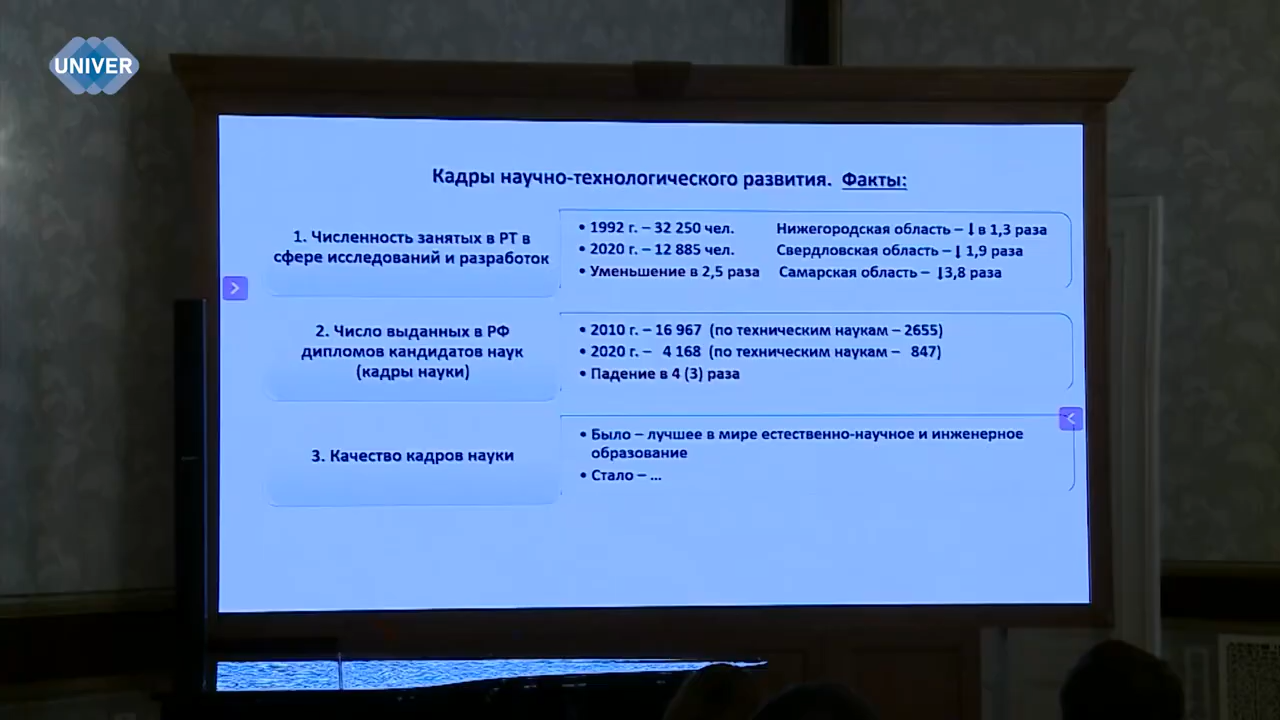 UNIVER
Кадры научно-технологического развития. Факты:
1. Численность занятых в РТ в
сфере исследований и разработок
• 1992 г. – 32 250 чел. Нижегородская область – ↓ в 1,3 раза
• 2020 г. – 12 885 чел. Свердловская область – ↓ 1,9 раза
• Уменьшение в 2,5 раза Самарская область – ↓3,8 раза
2. Число выданных в РФ
дипломов кандидатов наук
(кадры науки)
• 2010 г. – 16 967 (по техническим наукам – 2655)
• 2020 г. – 4 168 (по техническим наукам – 847)
• Падение в 4 (3) раза
3. Качество кадров науки
• Было – лучшее в мире естественно-научное и инженерное
образование
• Стало – ...